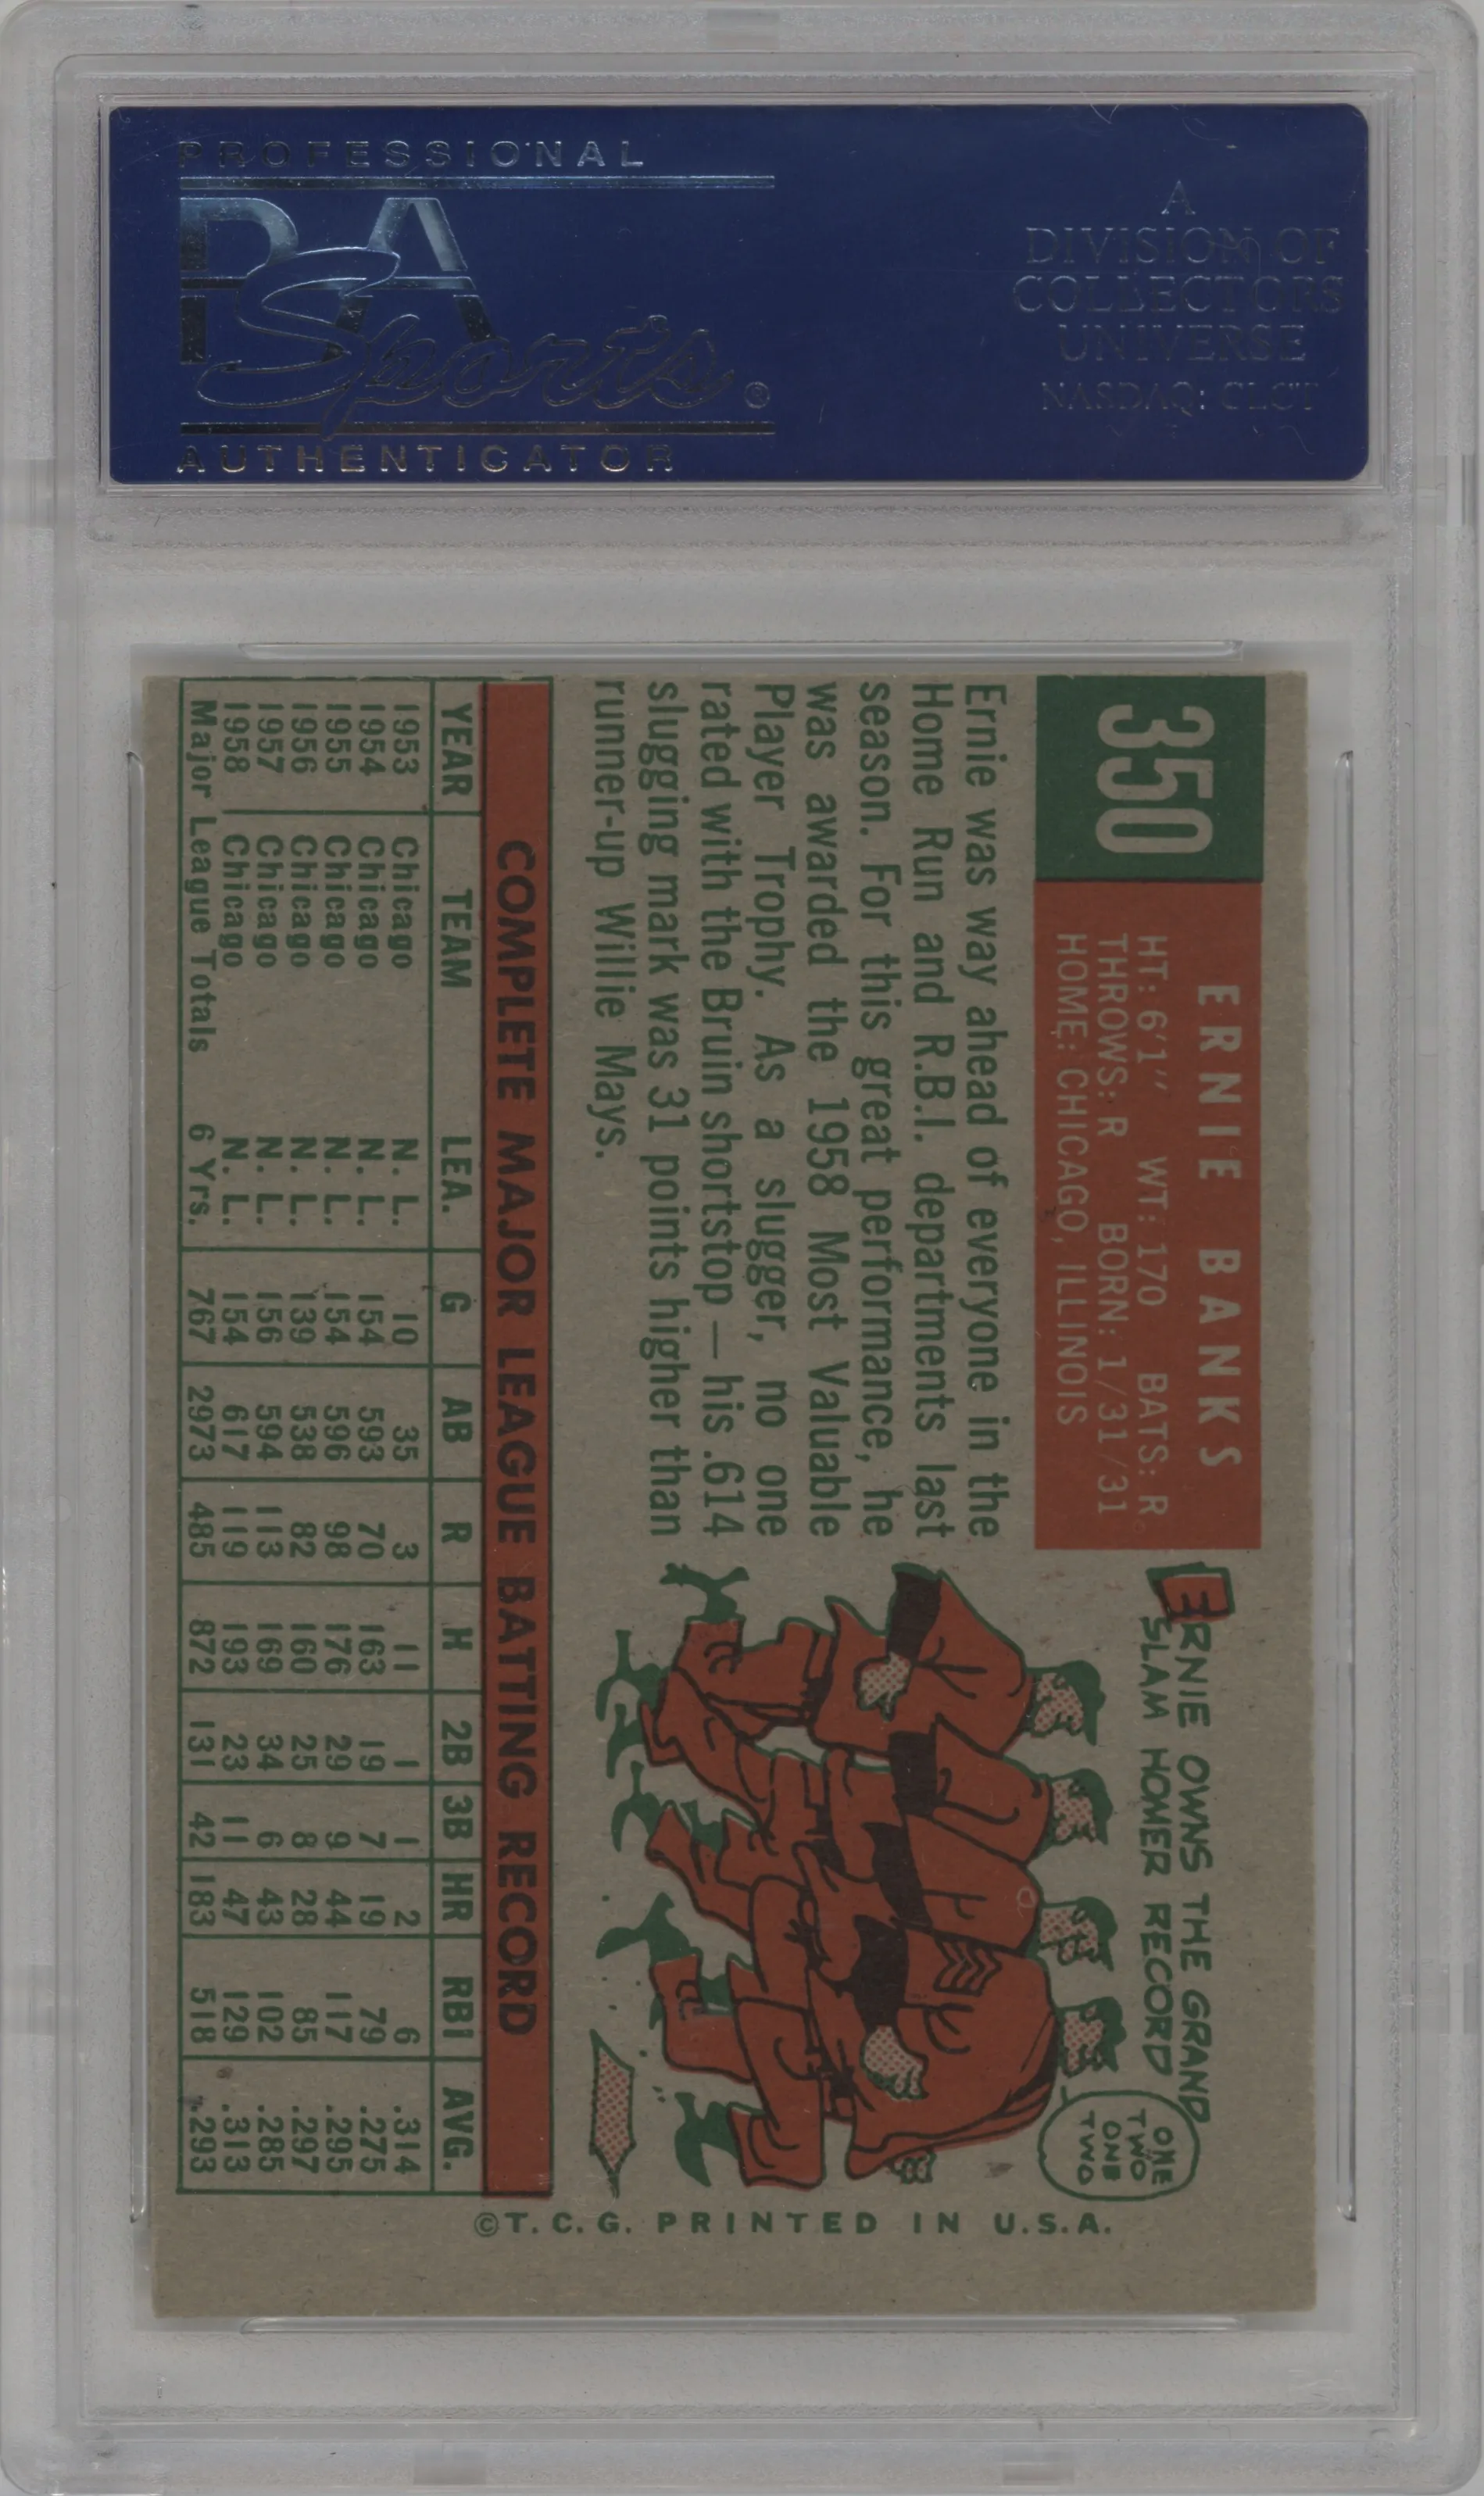 PROFESSIONAL
PSA
Sports®
AUTHENTICATOR
A
DIVISION OF
COLLECTORS
UNIVERSE
NASDAQ: CLCT
350
ERNIE BANKS
HT: 6'1" WT: 170 BATS: R
THROWS: R BORN: 1/31/31
HOME: CHICAGO, ILLINOIS
Ernie was way ahead of everyone in the
Home Run and R.B.I. departments last
season. For this great performance, he
was awarded the 1958 Most Valuable
Player Trophy. As a slugger, no one
rated with the Bruin shortstop — his .614
slugging mark was 31 points higher than
runner-up Willie Mays.
ERNIE OWNS THE GRAND
SLAM HOMER RECORD
ONE
TWO
ONE
TWO
COMPLETE MAJOR LEAGUE BATTING RECORD
YEAR TEAM LEA. G AB R H 2B 3B HR RBI AVG.
1953 Chicago N. L. 10 35 3 11 1 1 2 6 .314
1954 Chicago N. L. 154 593 70 163 19 7 19 79 .275
1955 Chicago N. L. 154 596 98 176 29 9 44 117 .295
1956 Chicago N. L. 139 538 82 160 25 8 28 85 .297
1957 Chicago N. L. 156 594 113 169 34 6 43 102 .285
1958 Chicago N. L. 154 617 119 193 23 11 47 129 .313
Major League Totals 6 Yrs. 767 2973 485 872 131 42 183 518 .293
©T. C. G. PRINTED IN U.S.A.